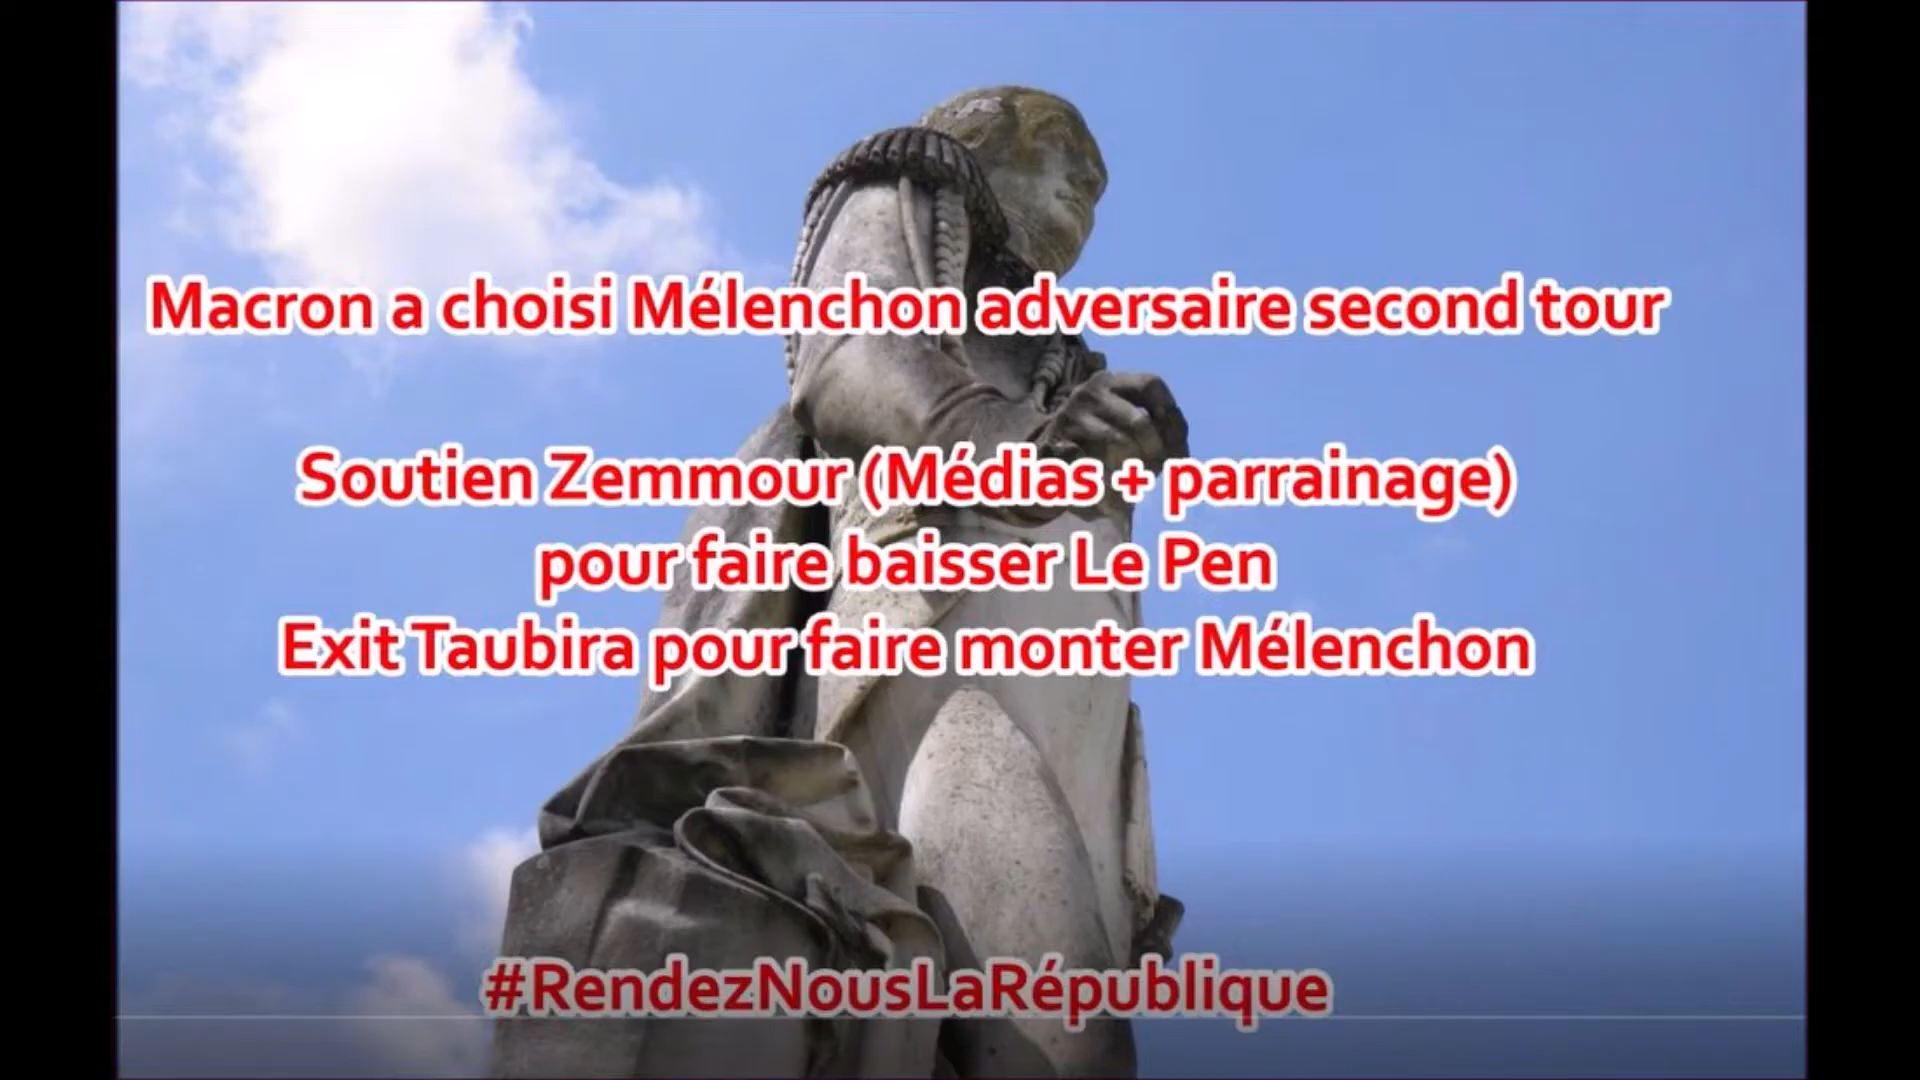 Macron a choisi Mélenchon adversaire second tour
Soutien Zemmour (Médias + parrainage)
pour faire baisser Le Pen
Exit Taubira pour faire monter Mélenchon
#RendezNousLaRépublique